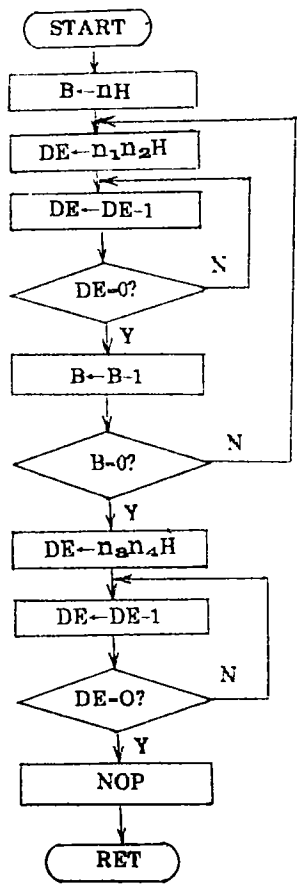 START
B←nH
DE←n₁n₂H
DE←DE-1
N
DE=0?
Y
B←B-1
N
B=0?
Y
DE←n₃n₄H
DE←DE-1
N
DE=O?
Y
NOP
RET